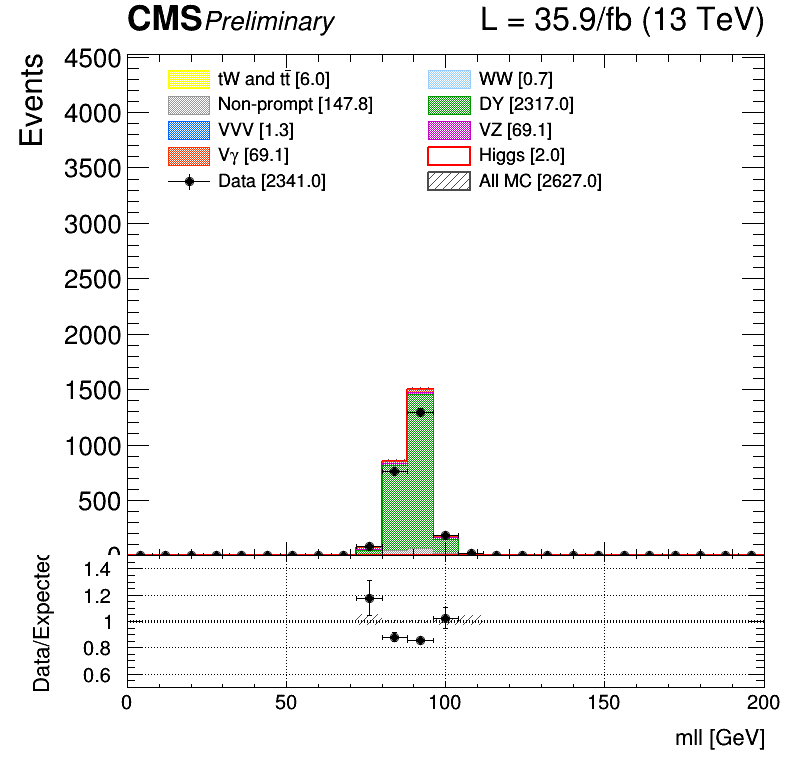 CMS Preliminary L = 35.9/fb (13 TeV)
Events
4500
4000
3500
3000
2500
2000
1500
1000
500
0
tW and tt̄ [6.0]
Non-prompt [147.8]
VVV [1.3]
Vγ [69.1]
Data [2341.0]
WW [0.7]
DY [2317.0]
VZ [69.1]
Higgs [2.0]
All MC [2627.0]
Data/Expected
1.4
1.2
1
0.8
0.6
0 50 100 150 200
mll [GeV]